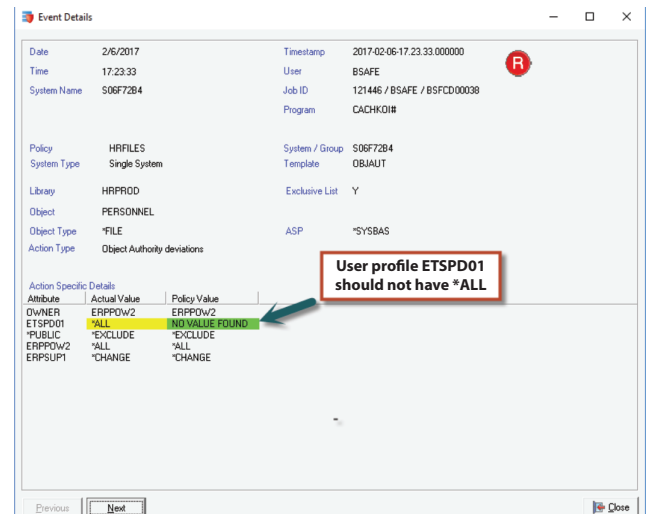 Event Details
Date 2/6/2017 Timestamp 2017-02-06-17.23.33.000000
R
Time 17:23:33 User BSAFE
System Name S06F72B4 Job ID 121446 / BSAFE / BSFCD00038
Program CACHKOI#
Policy HRFILES System / Group S06F72B4
System Type Single System Template OBJAUT
Library HRPROD Exclusive List Y
Object PERSONNEL
Object Type *FILE ASP *SYSBAS
Action Type Object Authority deviations
User profile ETSPD01
should not have *ALL
Action Specific Details
Attribute Actual Value Policy Value
OWNER ERPPOW2 ERPPOW2
ETSPD01 *ALL NO VALUE FOUND
*PUBLIC *EXCLUDE *EXCLUDE
ERPPOW2 *ALL *ALL
ERPSUP1 *CHANGE *CHANGE
Previous Next Close